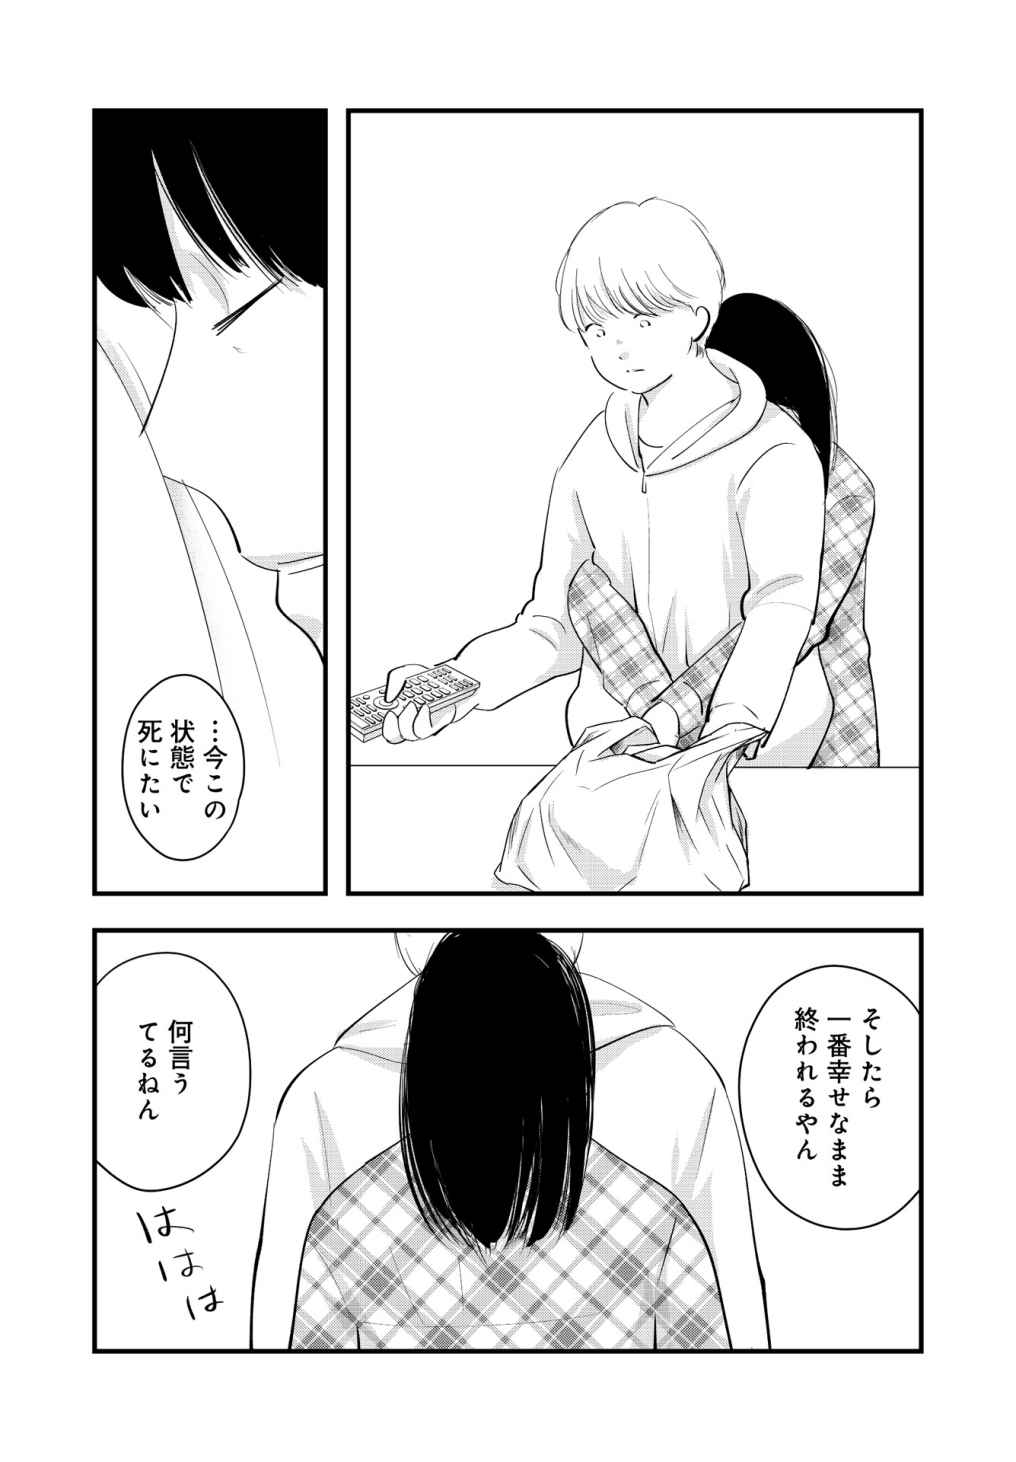 …今この
状態で
死にたい
そしたら
一番幸せなまま
終われるやん
何言う
てるねん
はは
は